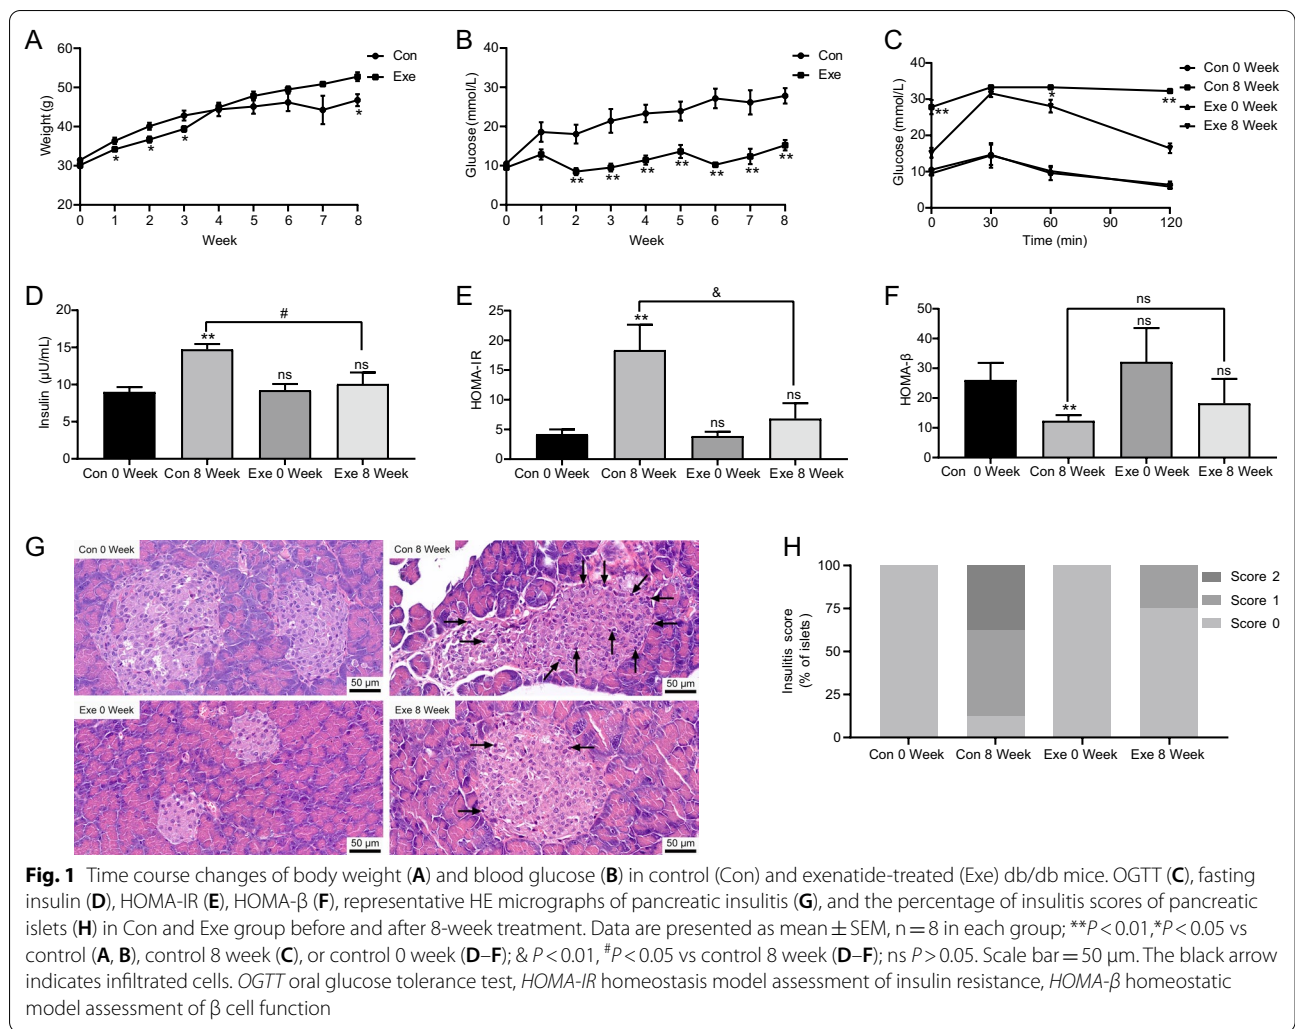 A
Weight (g)
60
50
40
30
20
0 1 2 3 4 5 6 7 8
Week
Con
Exe
* * * *
B
Glucose (mmol/L)
40
30
20
10
0
0 1 2 3 4 5 6 7 8
Week
Con
Exe
** ** ** ** ** ** **
C
Glucose (mmol/L)
40
30
20
10
0
0 30 60 90 120
Time (min)
Con 0 Week
Con 8 Week
Exe 0 Week
Exe 8 Week
** * **
D
Insulin (μU/mL)
20
15
10
5
0
#
** ns ns
Con 0 Week Con 8 Week Exe 0 Week Exe 8 Week
E
HOMA-IR
25
20
15
10
5
0
&
** ns ns
Con 0 Week Con 8 Week Exe 0 Week Exe 8 Week
F
HOMA-β
50
40
30
20
10
0
ns
** ns ns
Con 0 Week Con 8 Week Exe 0 Week Exe 8 Week
G
Con 0 Week
50 μm
Con 8 Week
50 μm
Exe 0 Week
50 μm
Exe 8 Week
50 μm
H
Insulitis score
(% of islets)
100
75
50
25
0
Con 0 Week Con 8 Week Exe 0 Week Exe 8 Week
Score 2
Score 1
Score 0
Fig. 1 Time course changes of body weight (A) and blood glucose (B) in control (Con) and exenatide-treated (Exe) db/db mice. OGTT (C), fasting
insulin (D), HOMA-IR (E), HOMA-β (F), representative HE micrographs of pancreatic insulitis (G), and the percentage of insulitis scores of pancreatic
islets (H) in Con and Exe group before and after 8-week treatment. Data are presented as mean ± SEM, n = 8 in each group; **P < 0.01,*P < 0.05 vs
control (A, B), control 8 week (C), or control 0 week (D–F); & P < 0.01, #P < 0.05 vs control 8 week (D–F); ns P > 0.05. Scale bar = 50 μm. The black arrow
indicates infiltrated cells. OGTT oral glucose tolerance test, HOMA-IR homeostasis model assessment of insulin resistance, HOMA-β homeostatic
model assessment of β cell function